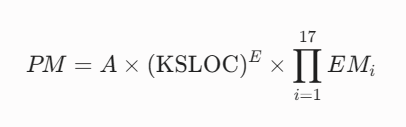 PM = A × (KSLOC)^E × ∏_{i=1}^{17} EM_i